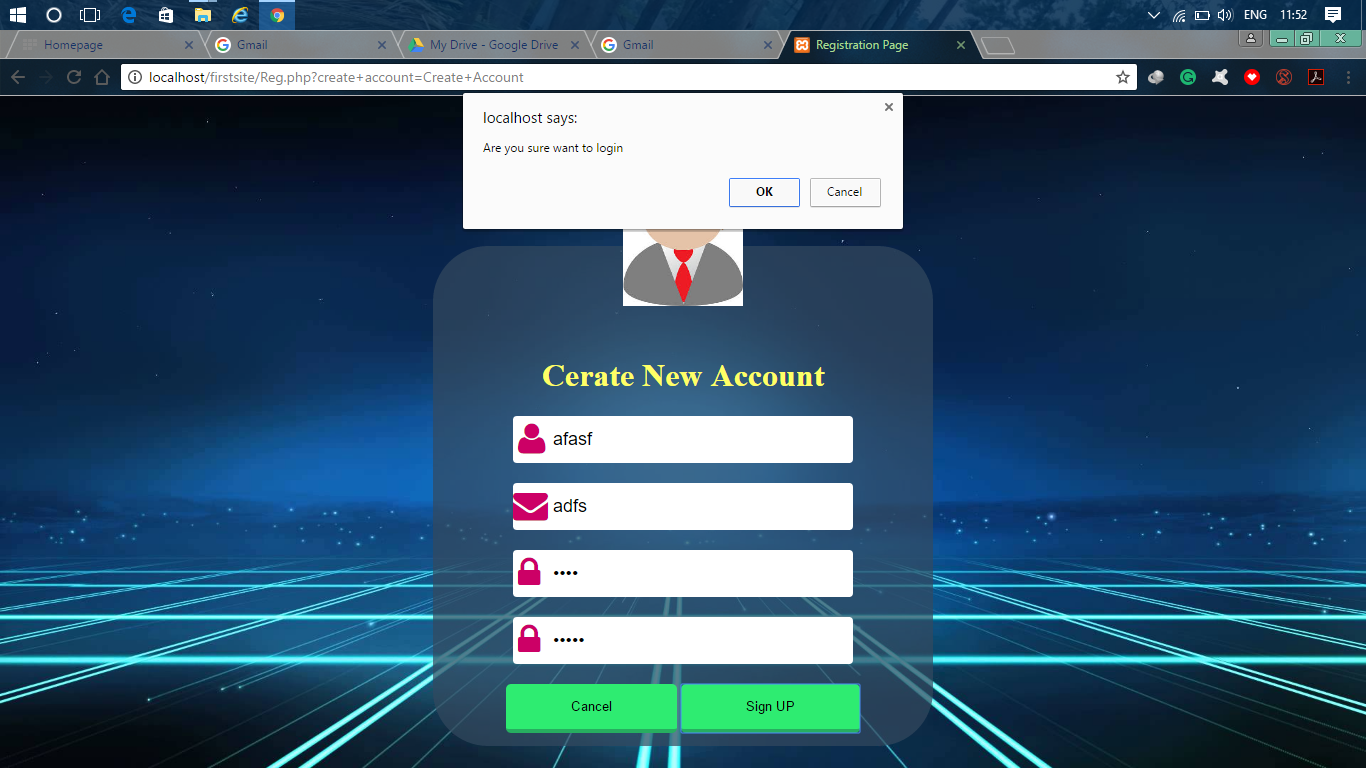 ENG 11:52
Homepage Gmail My Drive - Google Drive Gmail Registration Page
localhost/firstsite/Reg.php?create+account=Create+Account
localhost says:
Are you sure want to login
OK Cancel
Cerate New Account
afasf
adfs
Cancel Sign UP